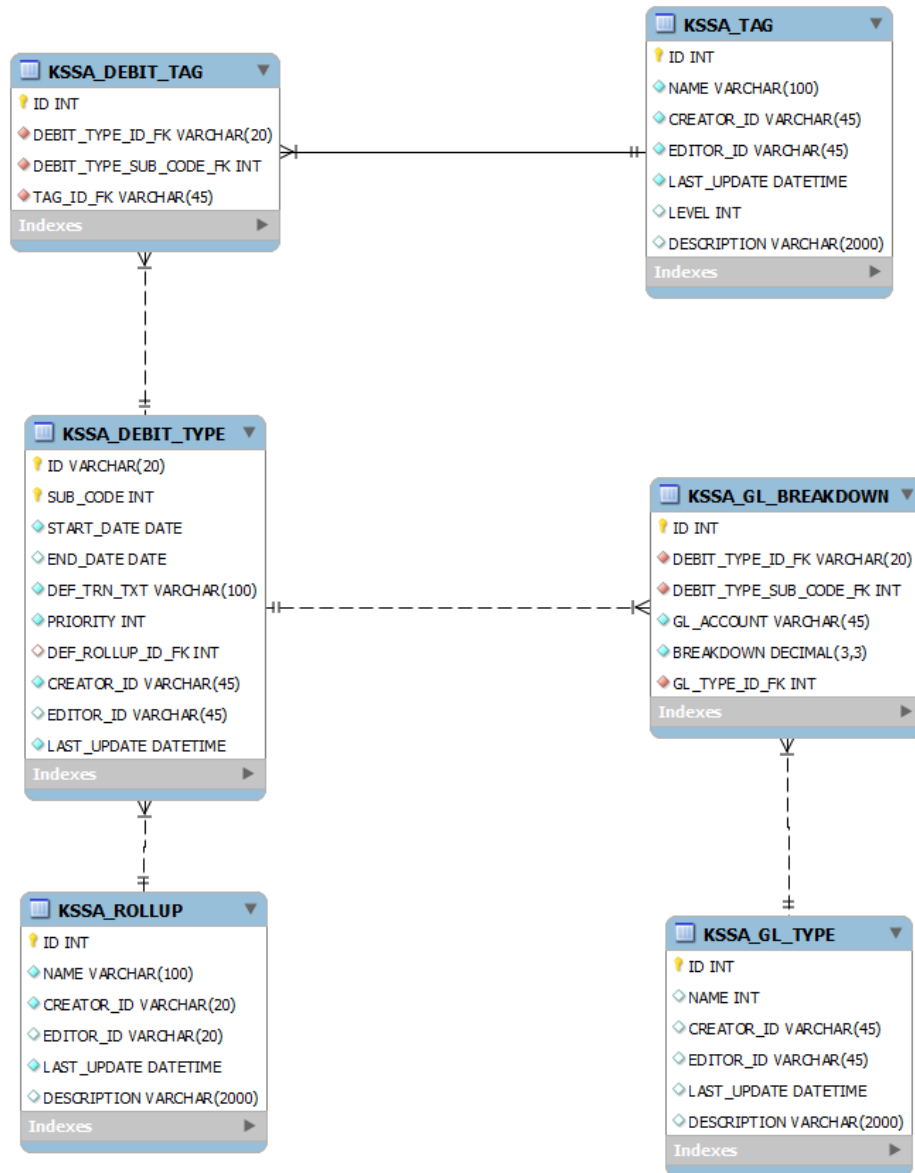 KSSA_TAG
ID INT
NAME VARCHAR(100)
CREATOR_ID VARCHAR(45)
EDITOR_ID VARCHAR(45)
LAST_UPDATE DATETIME
LEVEL INT
DESCRIPTION VARCHAR(2000)
Indexes
KSSA_DEBIT_TAG
ID INT
DEBIT_TYPE_ID_FK VARCHAR(20)
DEBIT_TYPE_SUB_CODE_FK INT
TAG_ID_FK VARCHAR(45)
Indexes
KSSA_DEBIT_TYPE
ID VARCHAR(20)
SUB_CODE INT
START_DATE DATE
END_DATE DATE
DEF_TRN_TXT VARCHAR(100)
PRIORITY INT
DEF_ROLLUP_ID_FK INT
CREATOR_ID VARCHAR(45)
EDITOR_ID VARCHAR(45)
LAST_UPDATE DATETIME
Indexes
KSSA_GL_BREAKDOWN
ID INT
DEBIT_TYPE_ID_FK VARCHAR(20)
DEBIT_TYPE_SUB_CODE_FK INT
GL_ACCOUNT VARCHAR(45)
BREAKDOWN DECIMAL(3,3)
GL_TYPE_ID_FK INT
Indexes
KSSA_ROLLUP
ID INT
NAME VARCHAR(100)
CREATOR_ID VARCHAR(20)
EDITOR_ID VARCHAR(20)
LAST_UPDATE DATETIME
DESCRIPTION VARCHAR(2000)
Indexes
KSSA_GL_TYPE
ID INT
NAME INT
CREATOR_ID VARCHAR(45)
EDITOR_ID VARCHAR(45)
LAST_UPDATE DATETIME
DESCRIPTION VARCHAR(2000)
Indexes